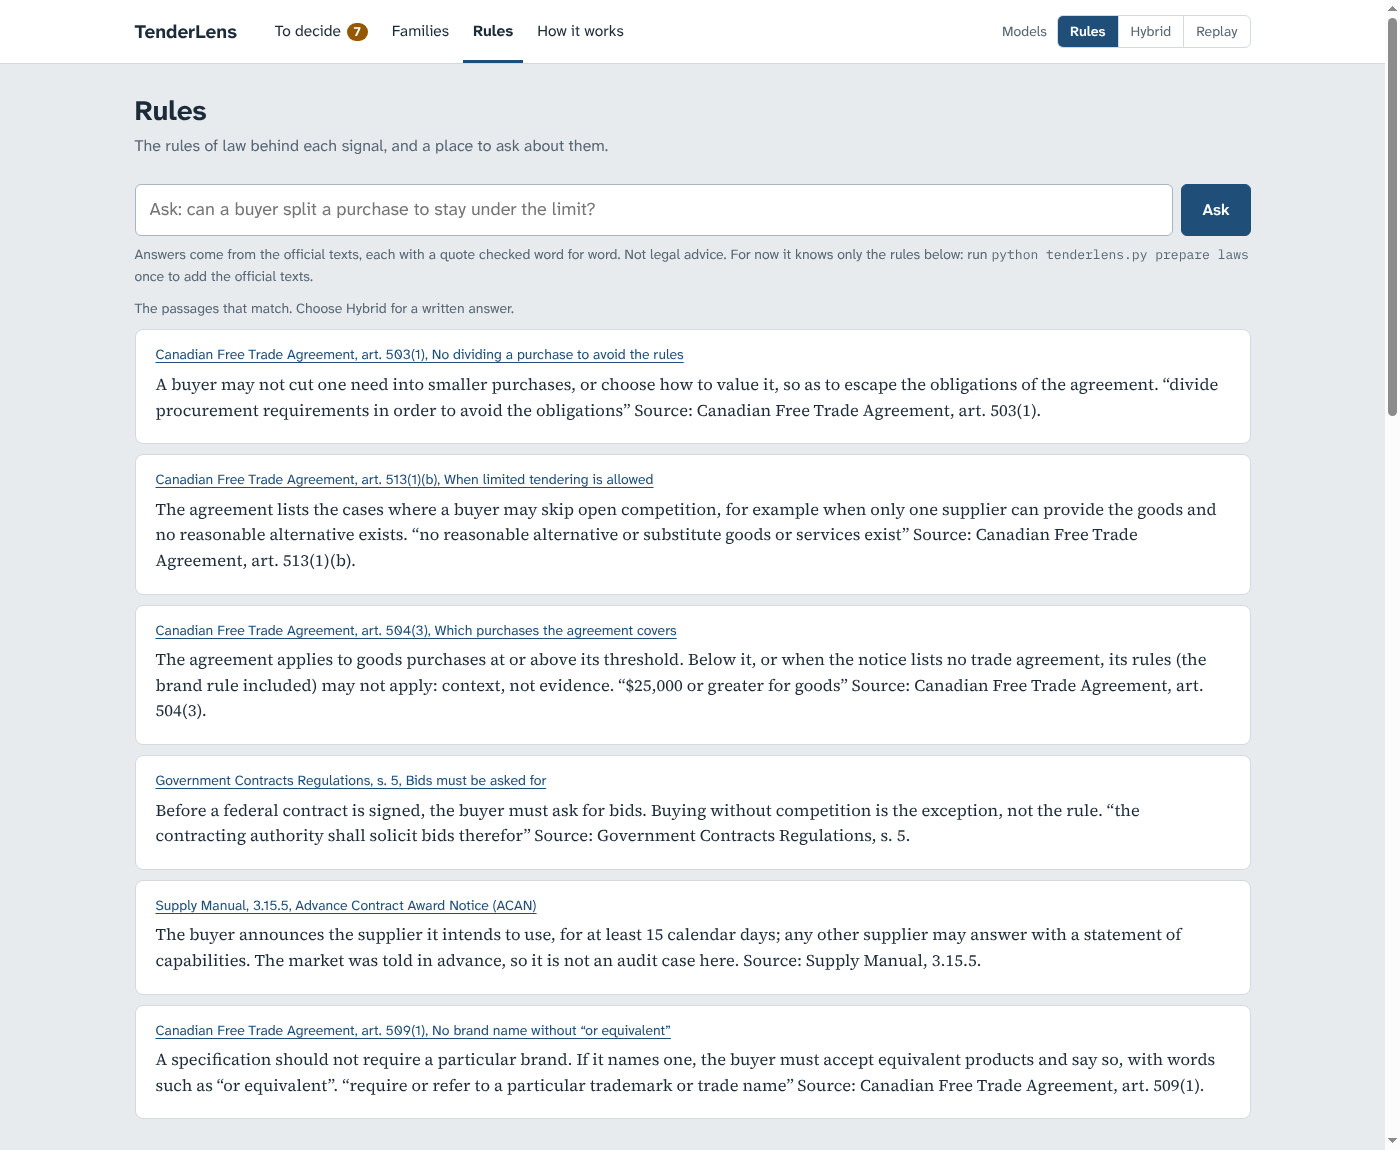 TenderLens To decide 7 Families Rules How it works Models Rules Hybrid Replay
Rules
The rules of law behind each signal, and a place to ask about them.
Ask: can a buyer split a purchase to stay under the limit? Ask
Answers come from the official texts, each with a quote checked word for word. Not legal advice. For now it knows only the rules below: run python tenderlens.py prepare laws
once to add the official texts.
The passages that match. Choose Hybrid for a written answer.
Canadian Free Trade Agreement, art. 503(1), No dividing a purchase to avoid the rules
A buyer may not cut one need into smaller purchases, or choose how to value it, so as to escape the obligations of the agreement. “divide
procurement requirements in order to avoid the obligations” Source: Canadian Free Trade Agreement, art. 503(1).
Canadian Free Trade Agreement, art. 513(1)(b), When limited tendering is allowed
The agreement lists the cases where a buyer may skip open competition, for example when only one supplier can provide the goods and
no reasonable alternative exists. “no reasonable alternative or substitute goods or services exist” Source: Canadian Free Trade
Agreement, art. 513(1)(b).
Canadian Free Trade Agreement, art. 504(3), Which purchases the agreement covers
The agreement applies to goods purchases at or above its threshold. Below it, or when the notice lists no trade agreement, its rules (the
brand rule included) may not apply: context, not evidence. “$25,000 or greater for goods” Source: Canadian Free Trade Agreement, art.
504(3).
Government Contracts Regulations, s. 5, Bids must be asked for
Before a federal contract is signed, the buyer must ask for bids. Buying without competition is the exception, not the rule. “the
contracting authority shall solicit bids therefor” Source: Government Contracts Regulations, s. 5.
Supply Manual, 3.15.5, Advance Contract Award Notice (ACAN)
The buyer announces the supplier it intends to use, for at least 15 calendar days; any other supplier may answer with a statement of
capabilities. The market was told in advance, so it is not an audit case here. Source: Supply Manual, 3.15.5.
Canadian Free Trade Agreement, art. 509(1), No brand name without “or equivalent”
A specification should not require a particular brand. If it names one, the buyer must accept equivalent products and say so, with words
such as “or equivalent”. “require or refer to a particular trademark or trade name” Source: Canadian Free Trade Agreement, art. 509(1).